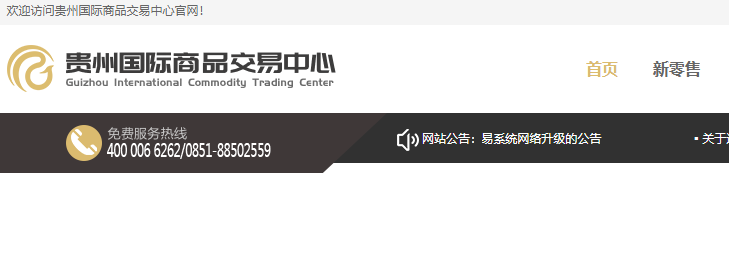 欢迎访问贵州国际商品交易中心官网!
贵州国际商品交易中心
Guizhou International Commodity Trading Center
首页 新零售
免费服务热线
400 006 6262/0851-88502559
网站公告：易系统网络升级的公告 ▪ 关于